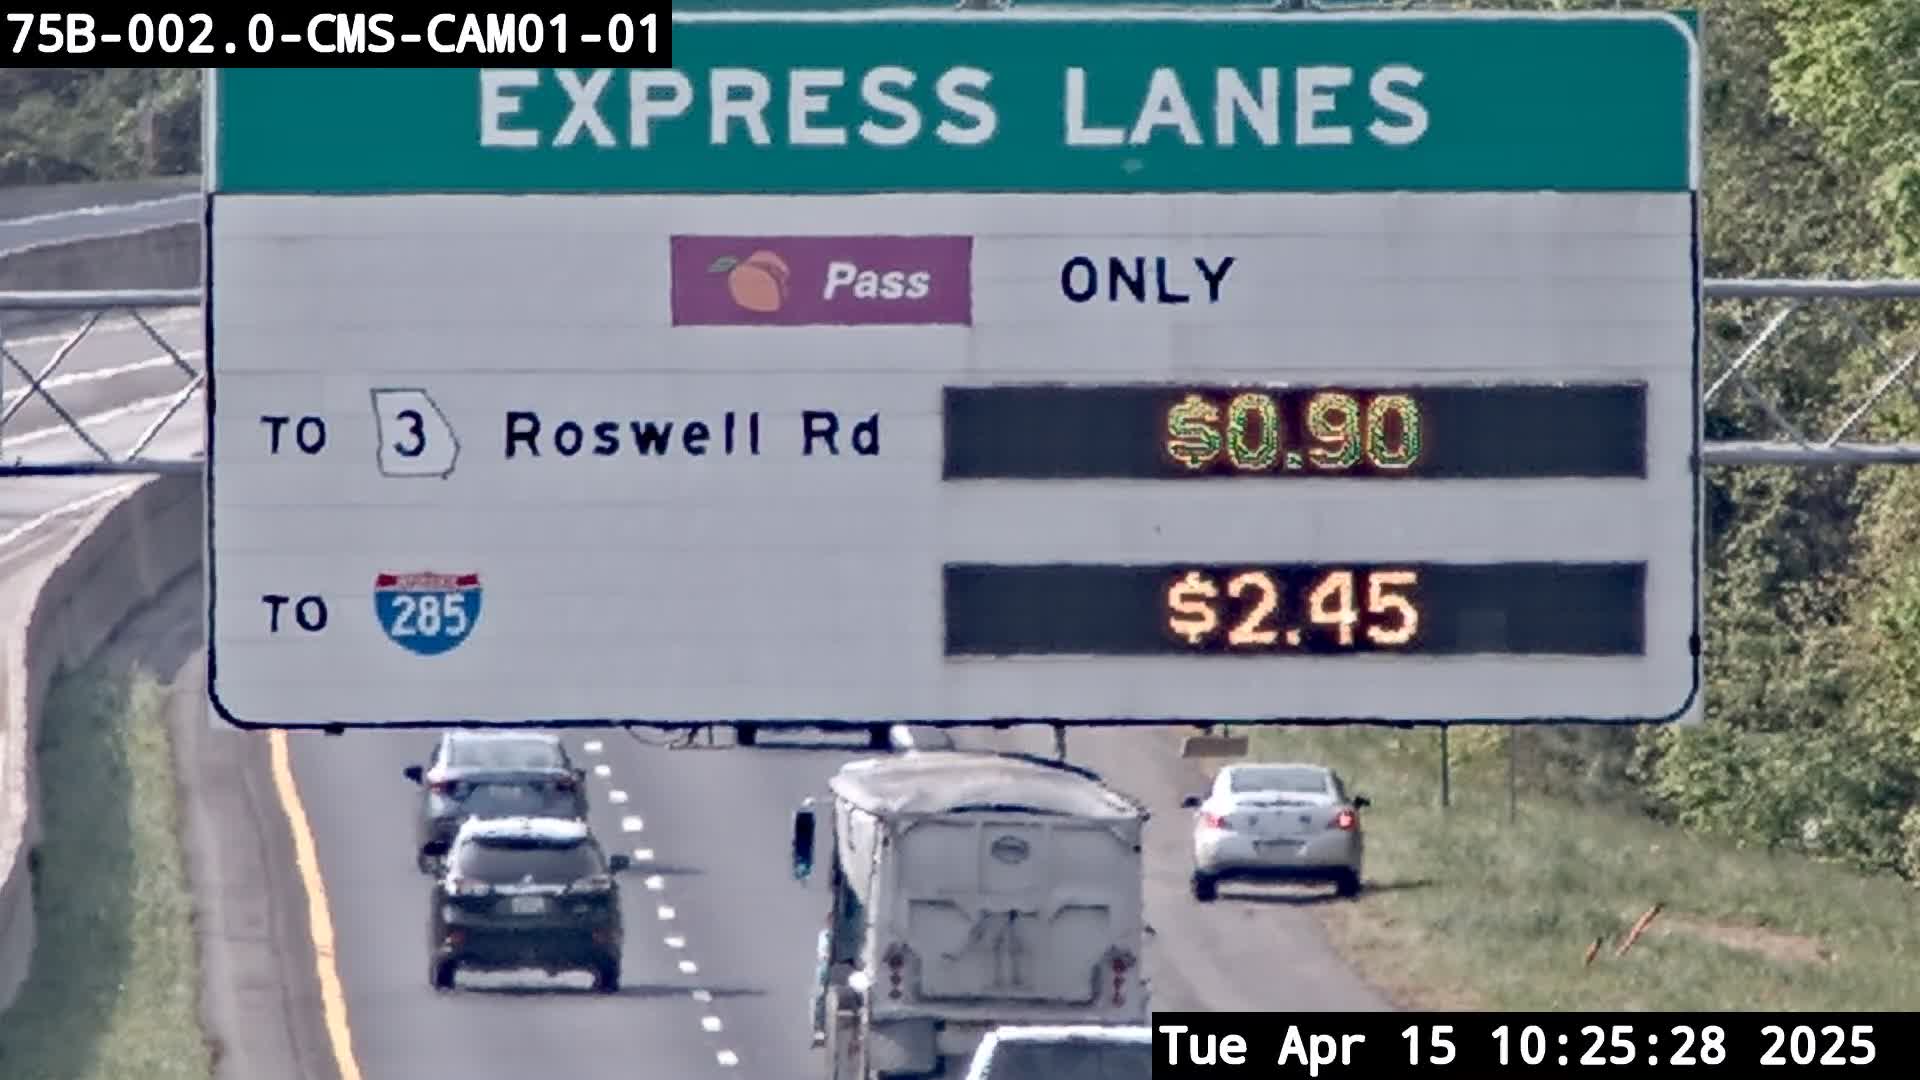 75B-002.0-CMS-CAM01-01
EXPRESS LANES
Pass ONLY
TO 3 Roswell Rd $0.90
TO 285 $2.45
Tue Apr 15 10:25:28 2025